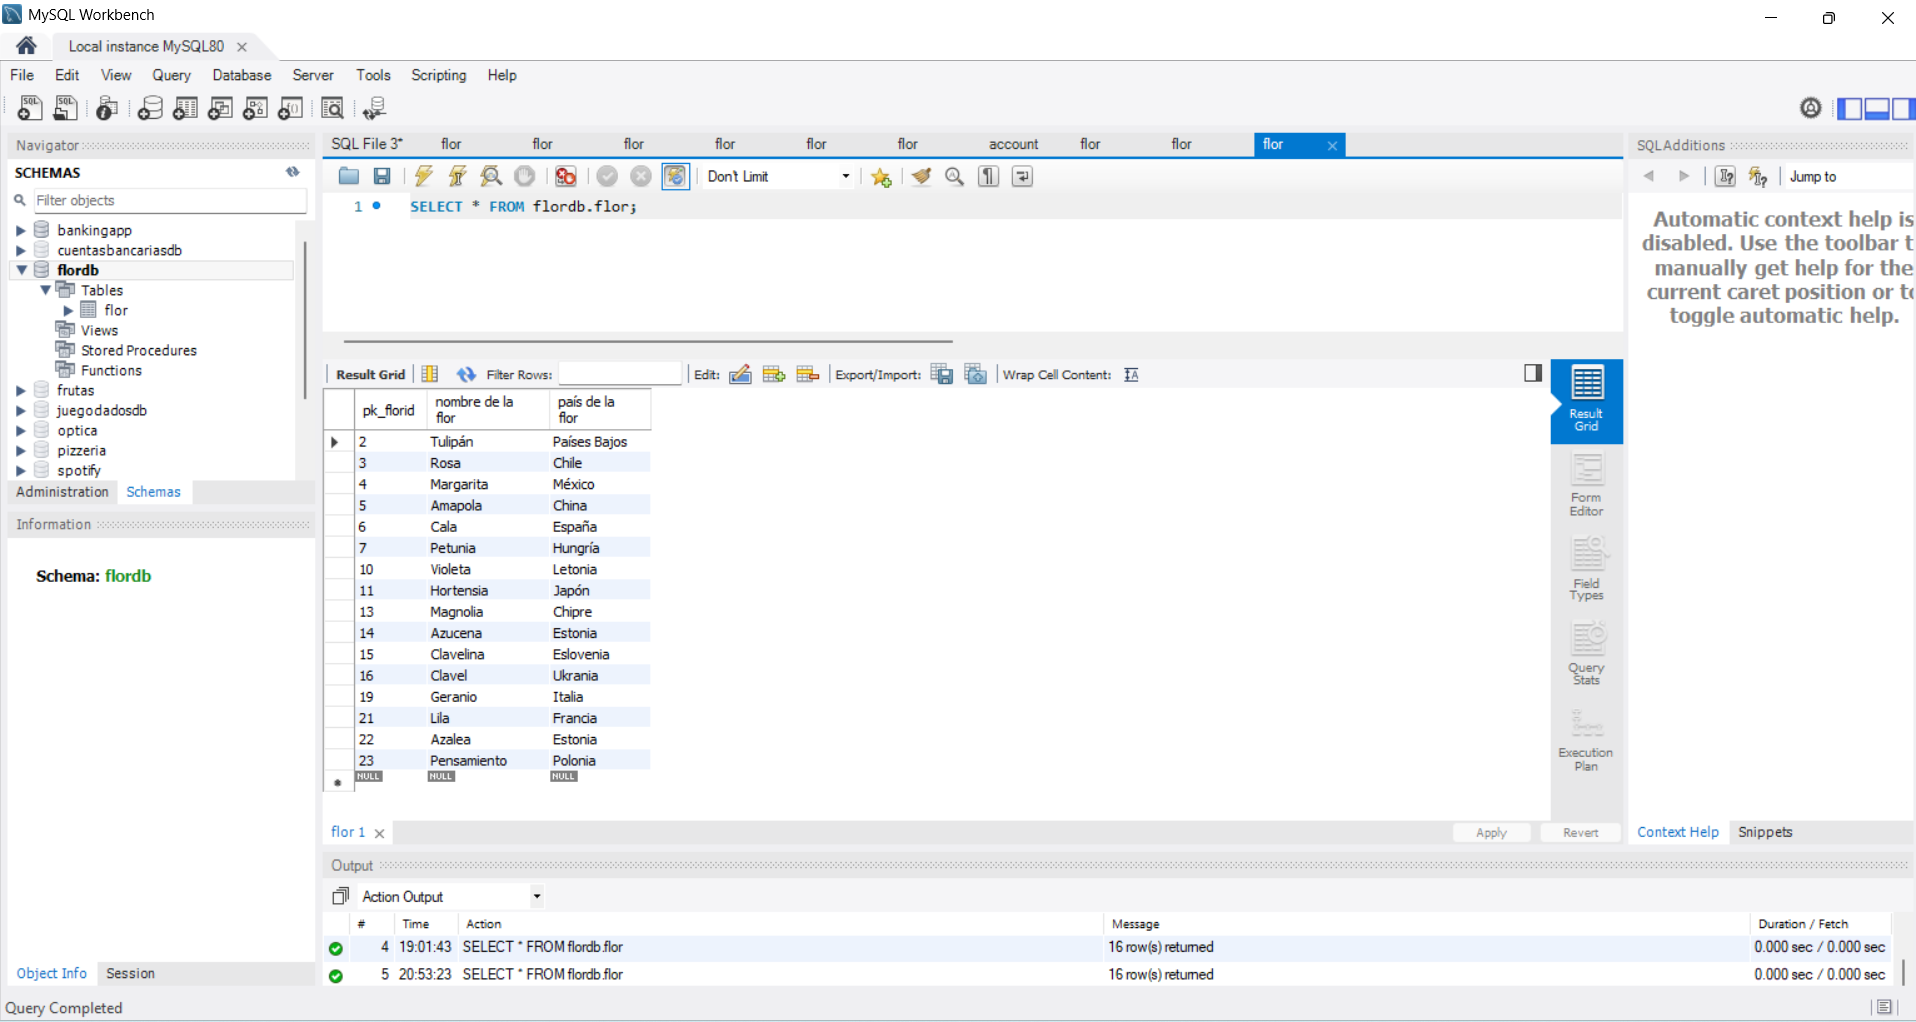 MySQL Workbench
Local instance MySQL80
File Edit View Query Database Server Tools Scripting Help
Navigator
SCHEMAS
Filter objects
bankingapp
cuentasbancariasdb
flordb
Tables
flor
Views
Stored Procedures
Functions
frutas
juegodadosdb
optica
pizzeria
spotify
Administration Schemas
Information
Schema: flordb
Object Info Session
SQL File 3* flor flor flor flor flor flor account flor flor flor
Don't Limit
1 SELECT * FROM flordb.flor;
Result Grid Filter Rows: Edit: Export/Import: Wrap Cell Content:
pk_florid nombre de la flor país de la flor
2 Tulipán Países Bajos
3 Rosa Chile
4 Margarita México
5 Amapola China
6 Cala España
7 Petunia Hungría
10 Violeta Letonia
11 Hortensia Japón
13 Magnolia Chipre
14 Azucena Estonia
15 Clavelina Eslovenia
16 Clavel Ukrania
19 Geranio Italia
21 Lila Francia
22 Azalea Estonia
23 Pensamiento Polonia
NULL NULL NULL
Result Grid
Form Editor
Field Types
Query Stats
Execution Plan
flor 1 Apply Revert
SQLAdditions
Jump to
Automatic context help is
disabled. Use the toolbar t
manually get help for the
current caret position or to
toggle automatic help.
Context Help Snippets
Output
Action Output
# Time Action Message Duration / Fetch
4 19:01:43 SELECT * FROM flordb.flor 16 row(s) returned 0.000 sec / 0.000 sec
5 20:53:23 SELECT * FROM flordb.flor 16 row(s) returned 0.000 sec / 0.000 sec
Query Completed